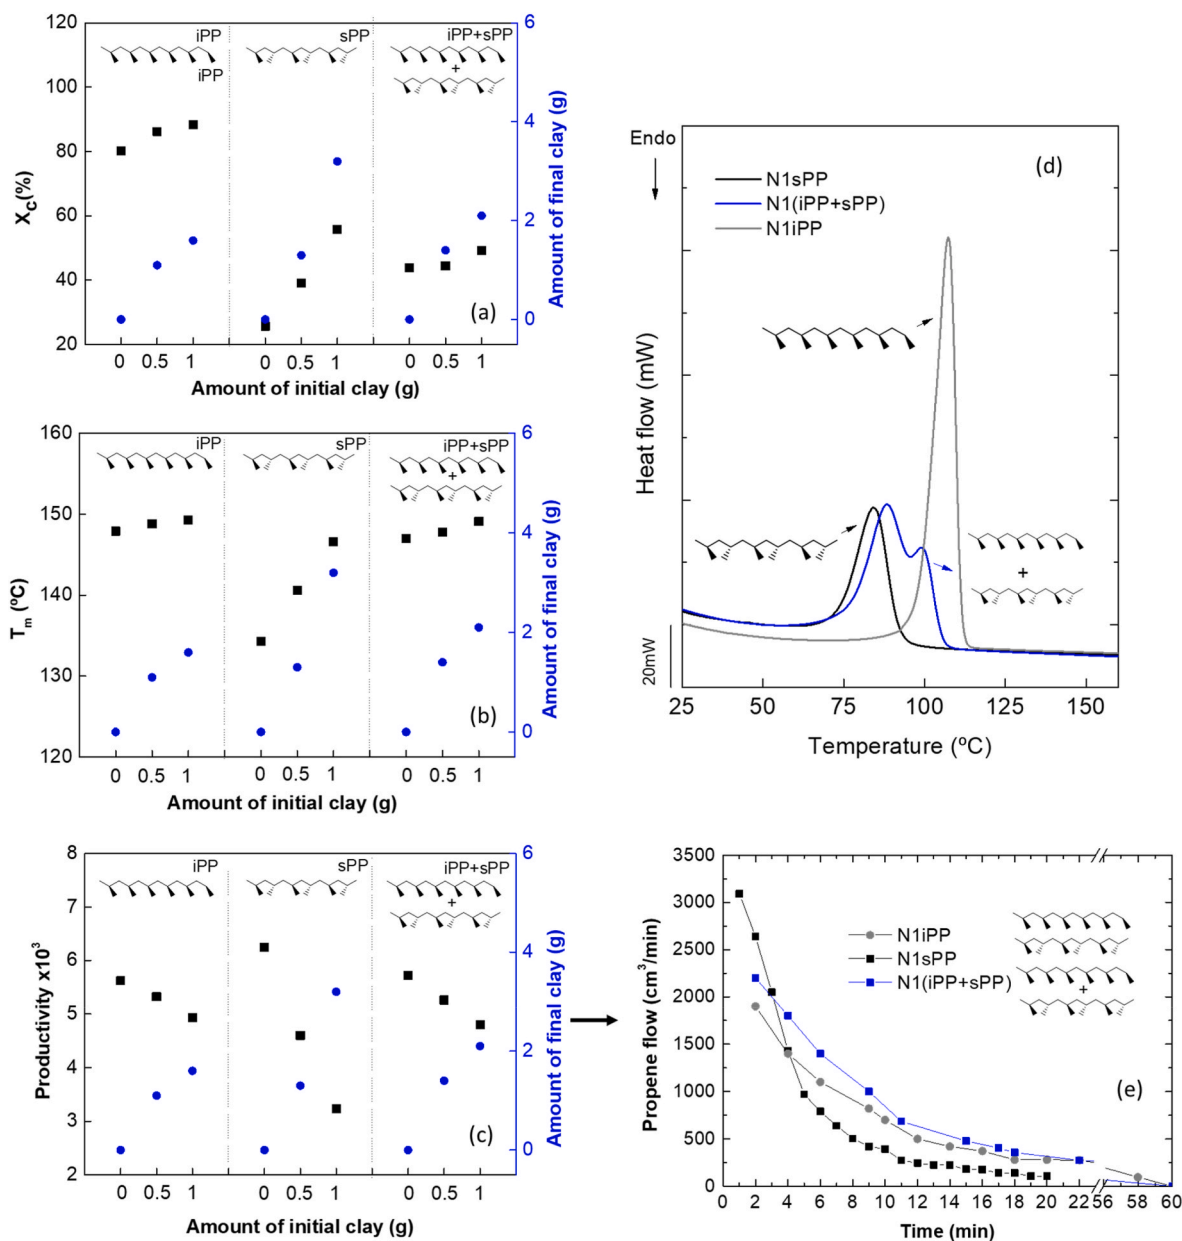 120
100
80
60
40
20
X_c(%)
iPP
iPP
sPP
iPP+sPP
+
(a)
6
4
2
0
Amount of final clay (g)
0 0.5 1 0 0.5 1 0 0.5 1
Amount of initial clay (g)
160
150
140
130
120
T_m (ºC)
iPP
sPP
iPP+sPP
+
(b)
6
4
2
0
Amount of final clay (g)
0 0.5 1 0 0.5 1 0 0.5 1
Amount of initial clay (g)
8
7
6
5
4
3
2
Productivity x10³
iPP
sPP
iPP+sPP
+
(c)
6
4
2
0
Amount of final clay (g)
0 0.5 1 0 0.5 1 0 0.5 1
Amount of initial clay (g)
Endo
(d)
N1sPP
N1(iPP+sPP)
N1iPP
Heat flow (mW)
20mW
+
25 50 75 100 125 150
Temperature (ºC)
3500
3000
2500
2000
1500
1000
500
0
Propene flow (cm³/min)
N1iPP
N1sPP
N1(iPP+sPP)
+
(e)
2 4 6 8 10 12 14 16 18 20 22 56 58 60
Time (min)